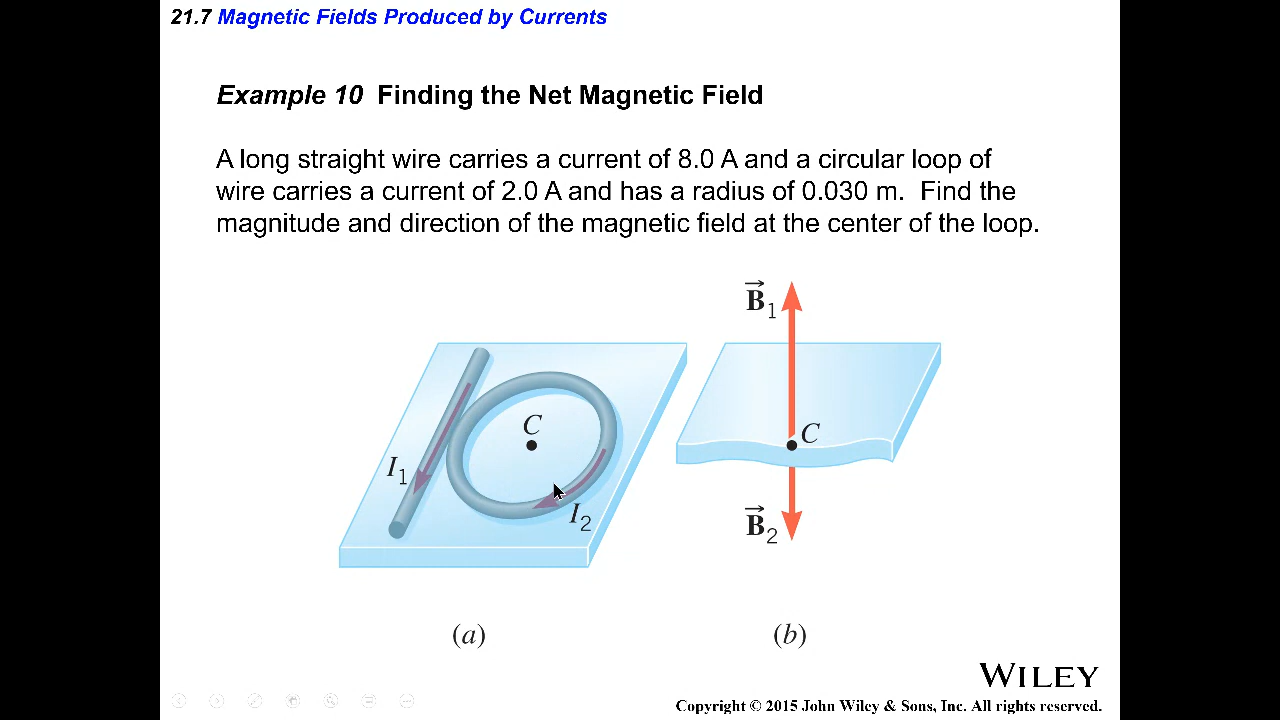 21.7 Magnetic Fields Produced by Currents
Example 10 Finding the Net Magnetic Field
A long straight wire carries a current of 8.0 A and a circular loop of
wire carries a current of 2.0 A and has a radius of 0.030 m. Find the
magnitude and direction of the magnetic field at the center of the loop.
B⃗1
C
C
I1
I2
B⃗2
(a)
(b)
WILEY
Copyright © 2015 John Wiley & Sons, Inc. All rights reserved.